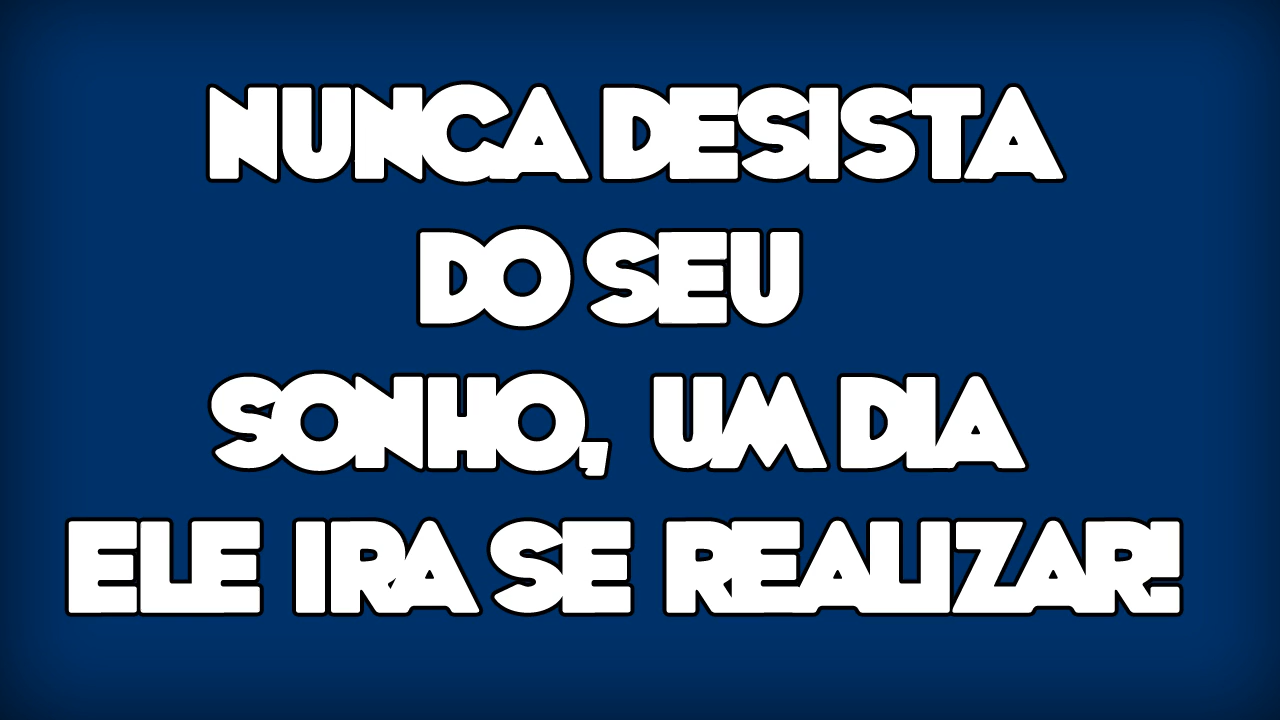 NUNCA DESISTA
DO SEU
SONHO, UM DIA
ELE IRA SE REALIZAR!